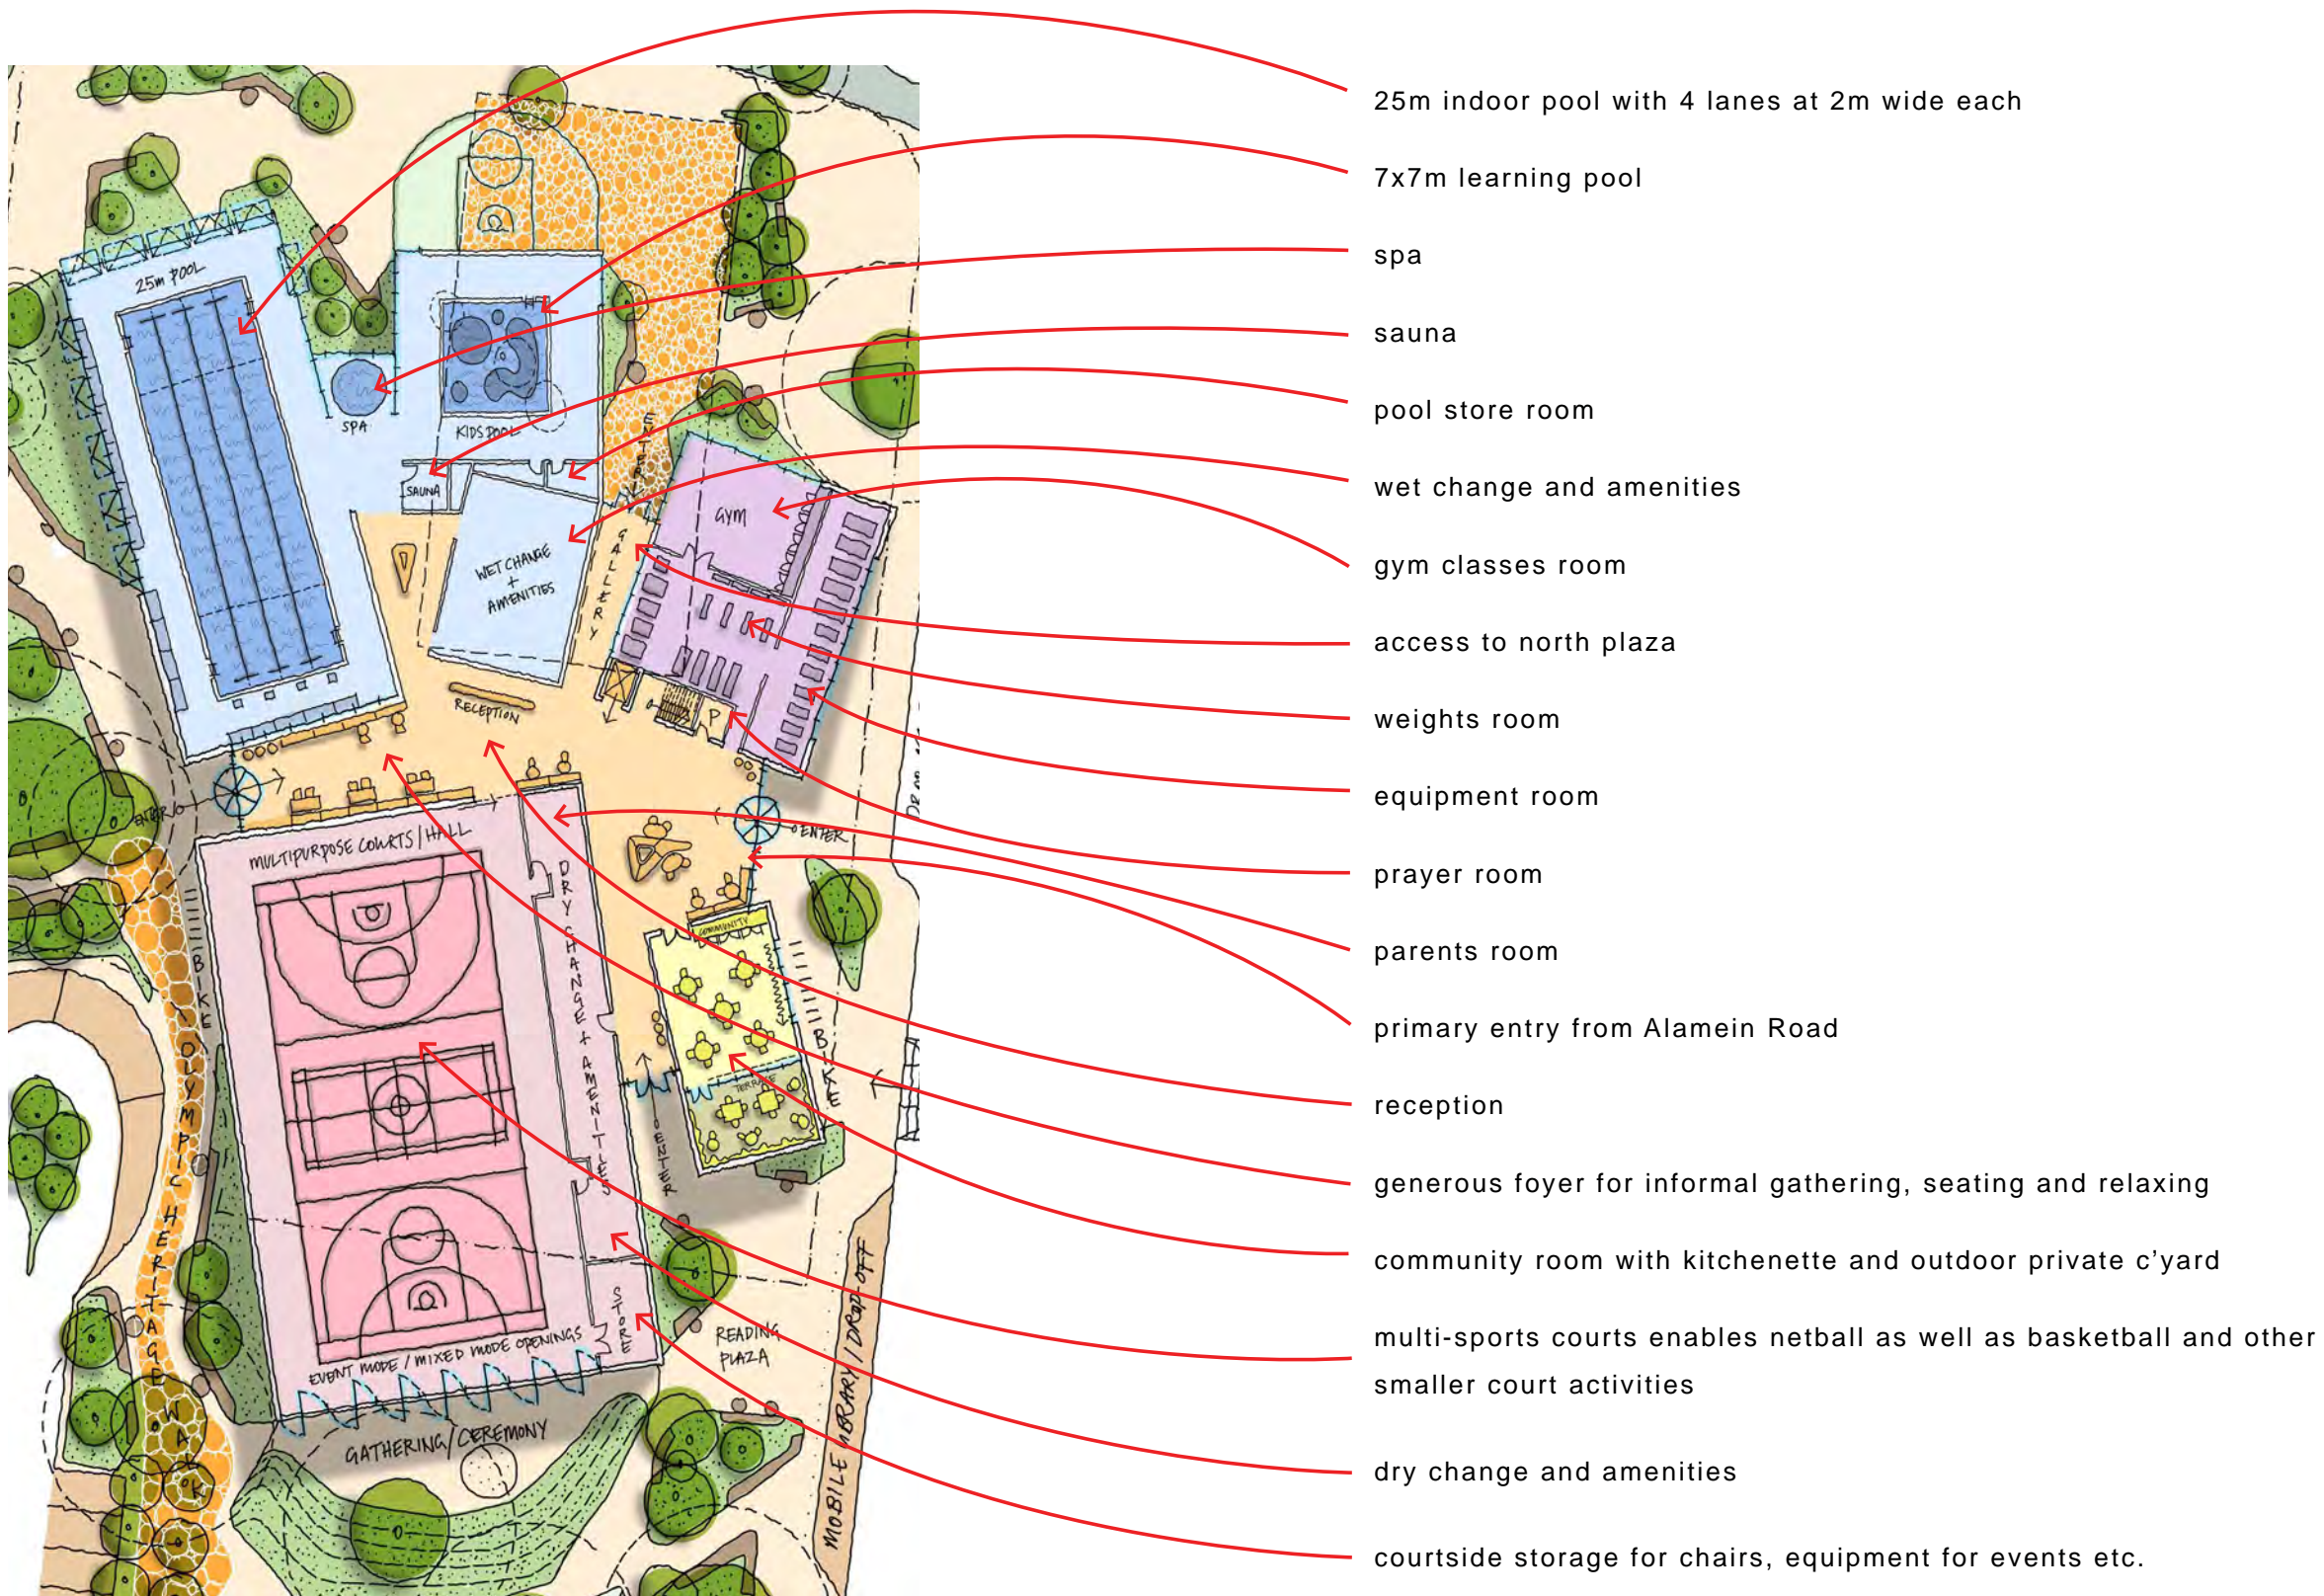 25m indoor pool with 4 lanes at 2m wide each
7x7m learning pool
spa
sauna
pool store room
wet change and amenities
gym classes room
access to north plaza
weights room
equipment room
prayer room
parents room
primary entry from Alamein Road
reception
generous foyer for informal gathering, seating and relaxing
community room with kitchenette and outdoor private c'yard
multi-sports courts enables netball as well as basketball and other
smaller court activities
dry change and amenities
courtside storage for chairs, equipment for events etc.
25m POOL
SPA
KIDS POOL
ENTRY
SAUNA
GYM
WET CHANGE
+
AMENITIES
GALLERY
RECEPTION
P
ENTER
ENTER
MULTIPURPOSE COURTS/HALL
DRY CHANGE + AMENITIES
COMMUNITY
TERRACE
BIKE
BIKE
OLYMPIC HERITAGE WALK
ENTER
STORE
EVENT MODE / MIXED MODE OPENINGS
READING
PLAZA
GATHERING/CEREMONY
MOBILE LIBRARY/DROP-OFF